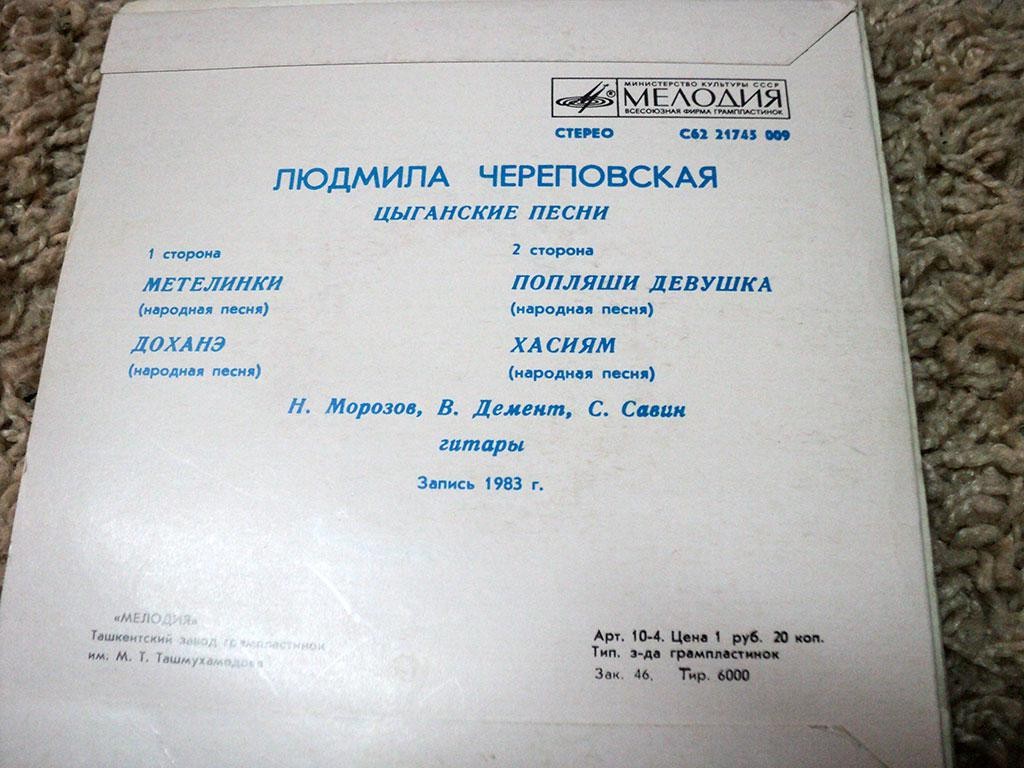 МИНИСТЕРСТВО КУЛЬТУРЫ СССР
МЕЛОДИЯ
ВСЕСОЮЗНАЯ ФИРМА ГРАМПЛАСТИНОК
СТЕРЕО С62 21745 009
ЛЮДМИЛА ЧЕРЕПОВСКАЯ
ЦЫГАНСКИЕ ПЕСНИ
1 сторона
МЕТЕЛИНКИ
(народная песня)
ДОХАНЭ
(народная песня)
2 сторона
ПОПЛЯШИ ДЕВУШКА
(народная песня)
ХАСИЯМ
(народная песня)
Н. Морозов, В. Демент, С. Савин
гитары
Запись 1983 г.
«МЕЛОДИЯ»
Ташкентский завод грампластинок
им. М. Т. Ташмухамедова
Арт. 10-4. Цена 1 руб. 20 коп.
Тип. з-да грампластинок
Зак. 46. Тир. 6000